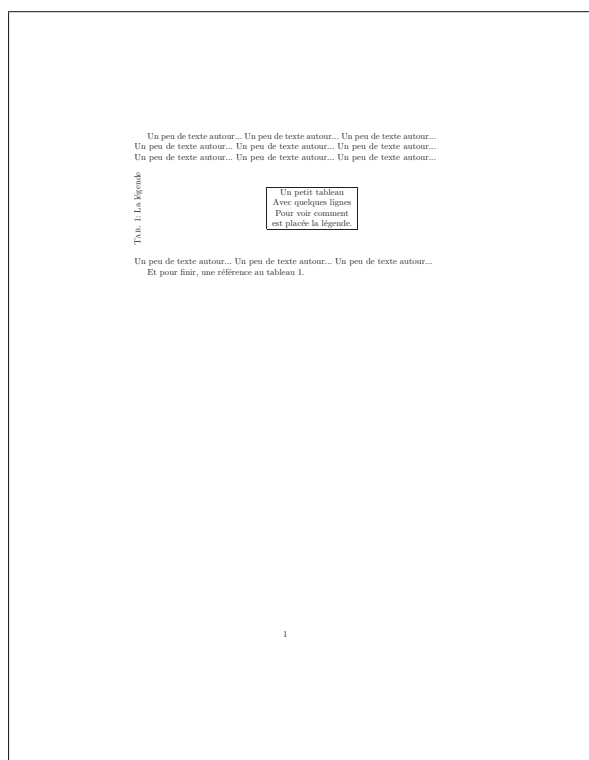 Un peu de texte autour... Un peu de texte autour... Un peu de texte autour...
Un peu de texte autour... Un peu de texte autour... Un peu de texte autour...
Un peu de texte autour... Un peu de texte autour... Un peu de texte autour...
TAB. 1: La légende
Un petit tableau
Avec quelques lignes
Pour voir comment
est placée la légende.
Un peu de texte autour... Un peu de texte autour... Un peu de texte autour...
Et pour finir, une référence au tableau 1.
1